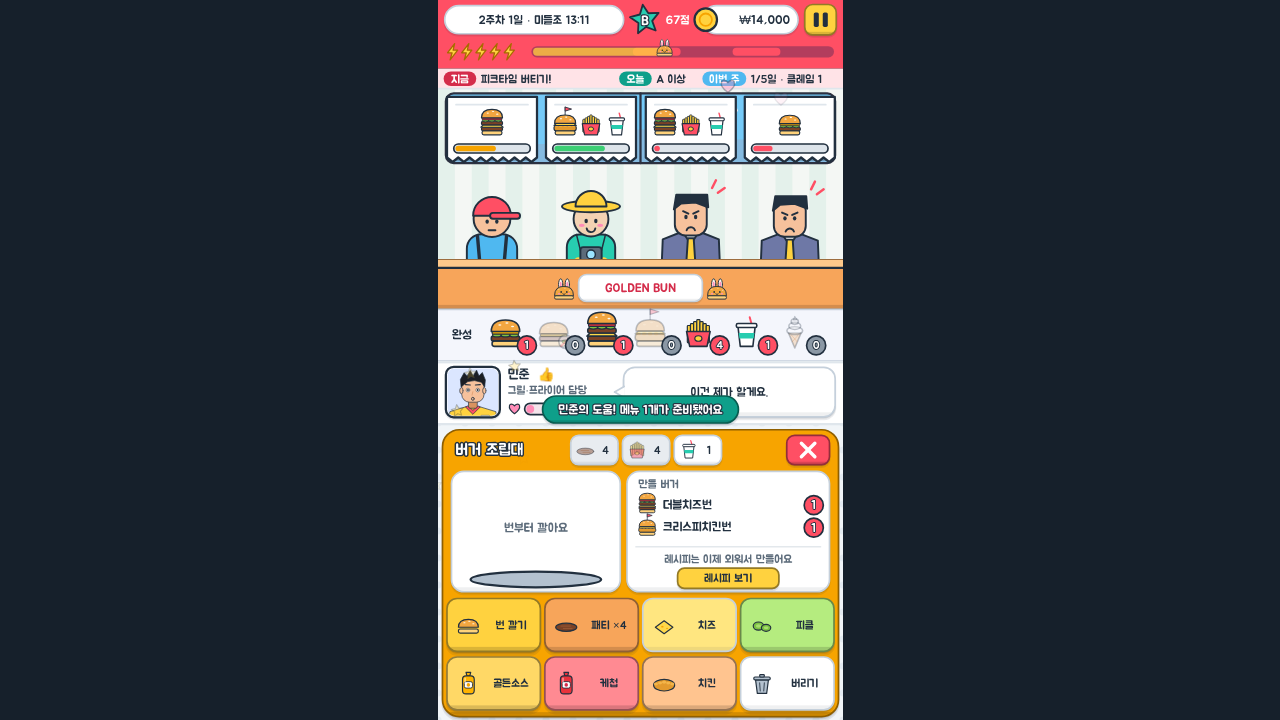 2주차 1일 · 미들조 13:11
B
67점
₩14,000
지금 피크타임 버티기!
오늘 A 이상
이번 주 1/5일 · 클레임 1
GOLDEN BUN
완성
1
0
1
0
4
1
0
민준 👍
그릴·프라이어 담당
이건 제가 할게요.
민준의 도움! 메뉴 1개가 준비됐어요
버거 조립대
4
4
1
번부터 깔아요
만들 버거
더블치즈번 1
크리스피치킨번 1
레시피는 이제 외워서 만들어요
레시피 보기
번 깔기
패티 ×4
치즈
피클
골든소스
케첩
치킨
버리기